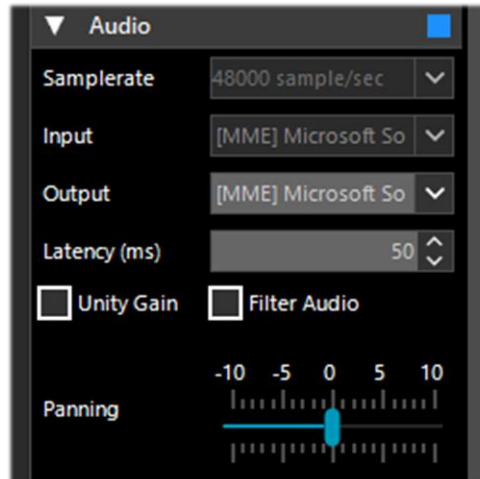 Audio
Samplerate 48000 sample/sec
Input [MME] Microsoft So
Output [MME] Microsoft So
Latency (ms) 50
Unity Gain Filter Audio
-10 -5 0 5 10
Panning